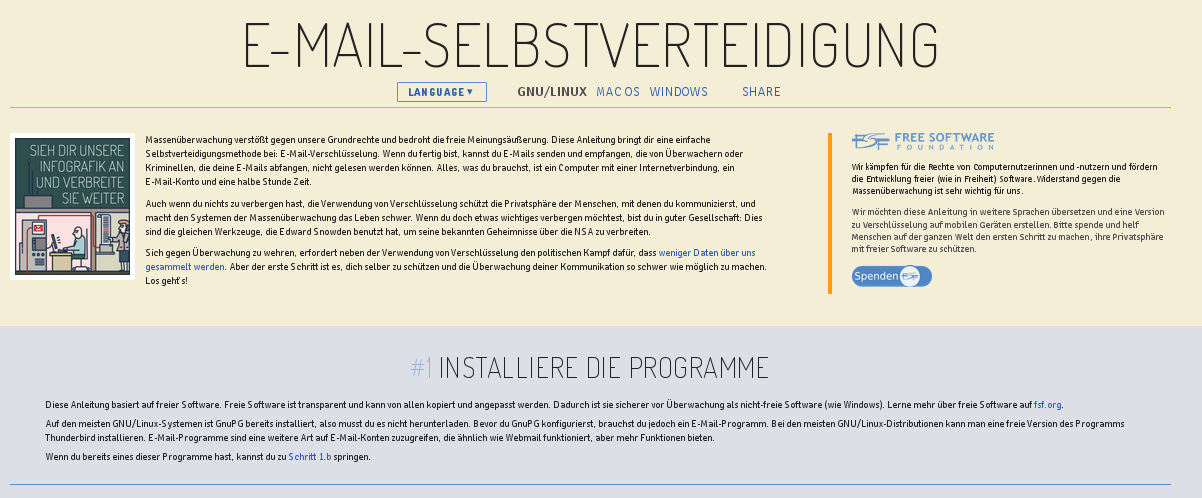 E-MAIL-SELBSTVERTEIDIGUNG
LANGUAGE ▼ GNU/LINUX MAC OS WINDOWS SHARE
SIEH DIR UNSERE
INFOGRAFIK AN
UND VERBREITE
SIE WEITER
Massenüberwachung verstößt gegen unsere Grundrechte und bedroht die freie Meinungsäußerung. Diese Anleitung bringt dir eine einfache
Selbstverteidigungsmethode bei: E-Mail-Verschlüsselung. Wenn du fertig bist, kannst du E-Mails senden und empfangen, die von Überwachern oder
Kriminellen, die deine E-Mails abfangen, nicht gelesen werden können. Alles, was du brauchst, ist ein Computer mit einer Internetverbindung, ein
E-Mail-Konto und eine halbe Stunde Zeit.
Auch wenn du nichts zu verbergen hast, die Verwendung von Verschlüsselung schützt die Privatsphäre der Menschen, mit denen du kommunizierst, und
macht den Systemen der Massenüberwachung das Leben schwer. Wenn du doch etwas wichtiges verbergen möchtest, bist du in guter Gesellschaft: Dies
sind die gleichen Werkzeuge, die Edward Snowden benutzt hat, um seine bekannten Geheimnisse über die NSA zu verbreiten.
Sich gegen Überwachung zu wehren, erfordert neben der Verwendung von Verschlüsselung den politischen Kampf dafür, dass weniger Daten über uns
gesammelt werden. Aber der erste Schritt ist es, dich selber zu schützen und die Überwachung deiner Kommunikation so schwer wie möglich zu machen.
Los geht's!
FSF FREE SOFTWARE
FOUNDATION
Wir kämpfen für die Rechte von Computernutzerinnen und -nutzern und fördern
die Entwicklung freier (wie in Freiheit) Software. Widerstand gegen die
Massenüberwachung ist sehr wichtig für uns.
Wir möchten diese Anleitung in weitere Sprachen übersetzen und eine Version
zu Verschlüsselung auf mobilen Geräten erstellen. Bitte spende und helf
Menschen auf der ganzen Welt den ersten Schritt zu machen, ihre Privatsphäre
mit freier Software zu schützen.
Spenden FSF
#1 INSTALLIERE DIE PROGRAMME
Diese Anleitung basiert auf freier Software. Freie Software ist transparent und kann von allen kopiert und angepasst werden. Dadurch ist sie sicherer vor Überwachung als nicht-freie Software (wie Windows). Lerne mehr über freie Software auf fsf.org.
Auf den meisten GNU/Linux-Systemen ist GnuPG bereits installiert, also musst du es nicht herunterladen. Bevor du GnuPG konfigurierst, brauchst du jedoch ein E-Mail-Programm. Bei den meisten GNU/Linux-Distributionen kann man eine freie Version des Programms
Thunderbird installieren. E-Mail-Programme sind eine weitere Art auf E-Mail-Konten zuzugreifen, die ähnlich wie Webmail funktioniert, aber mehr Funktionen bieten.
Wenn du bereits eines dieser Programme hast, kannst du zu Schritt 1.b springen.